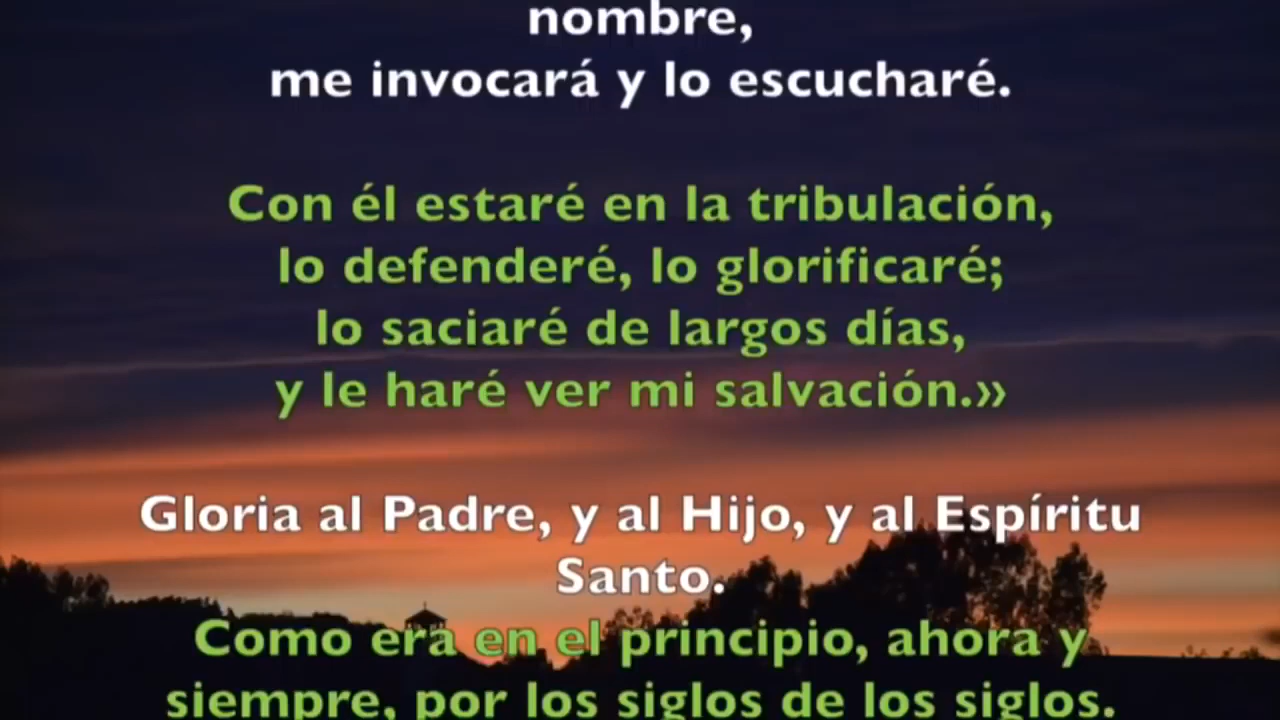 nombre,
me invocará y lo escucharé.
Con él estaré en la tribulación,
lo defenderé, lo glorificaré;
lo saciaré de largos días,
y le haré ver mi salvación.»
Gloria al Padre, y al Hijo, y al Espíritu
Santo.
Como era en el principio, ahora y
siempre, por los siglos de los siglos.